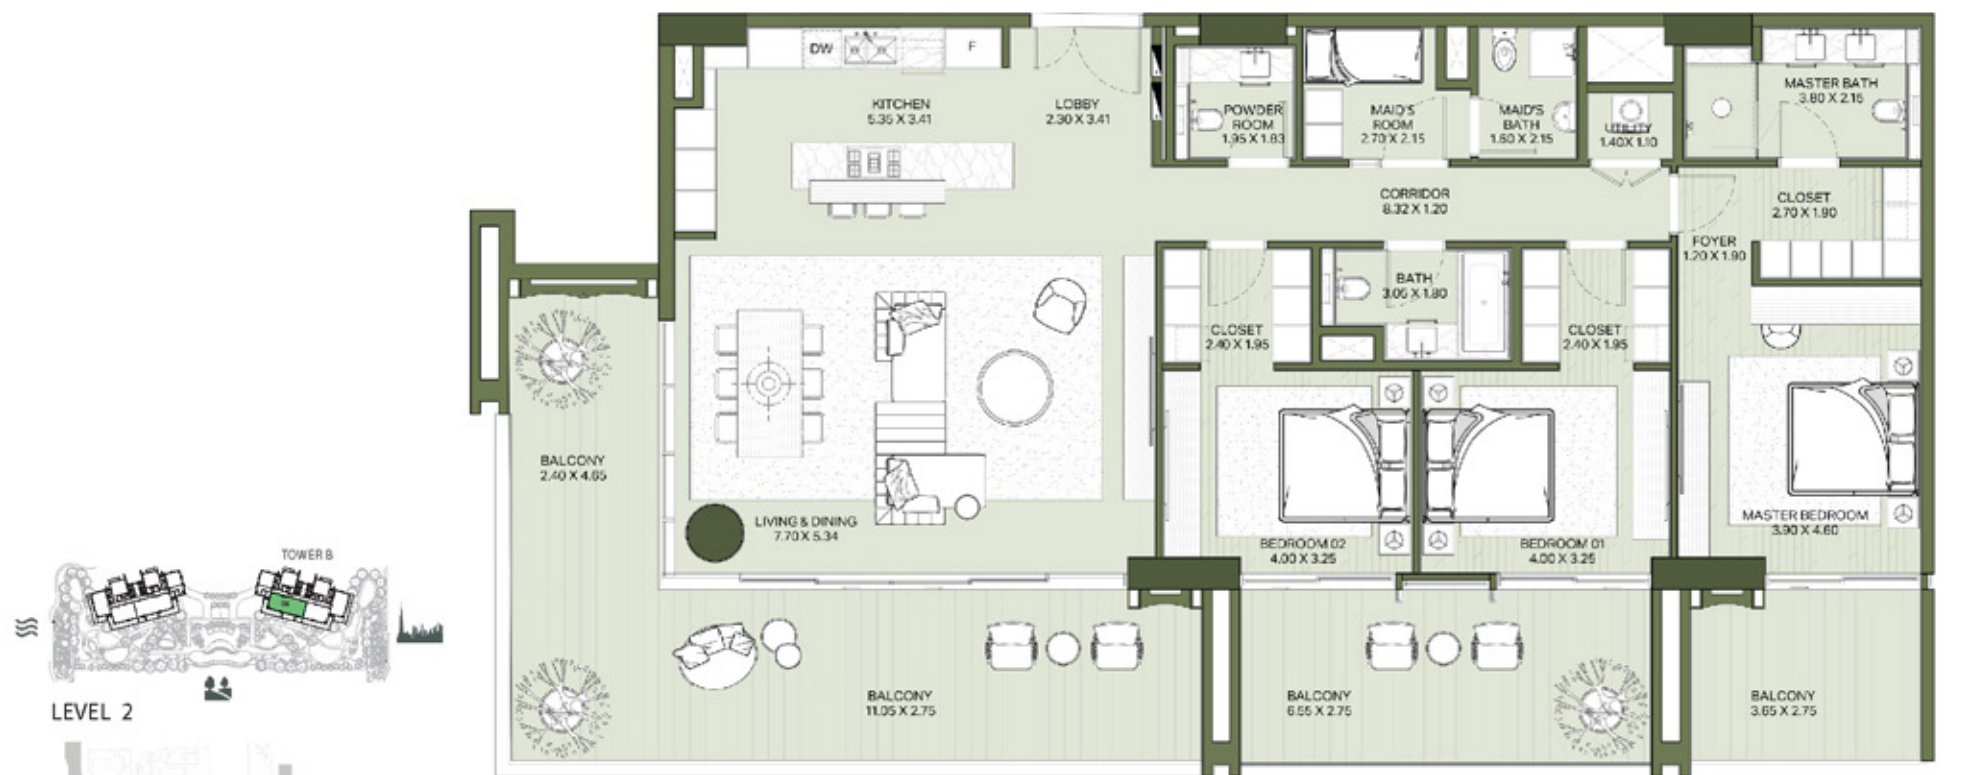 DW
F
KITCHEN
5.35 X 3.41
LOBBY
2.30 X 3.41
POWDER
ROOM
1.95 X 1.83
MAID'S
ROOM
2.70 X 2.15
MAID'S
BATH
1.60 X 2.15
UTILITY
1.40X 1.10
MASTER BATH
3.80 X 2.15
CORRIDOR
8.32 X 1.20
CLOSET
2.70 X 1.90
FOYER
1.20 X 1.90
BATH
3.05 X 1.80
CLOSET
2.40 X 1.95
CLOSET
2.40 X 1.95
BALCONY
2.40 X 4.65
LIVING & DINING
7.70 X 5.34
BEDROOM 02
4.00 X 3.25
BEDROOM 01
4.00 X 3.25
MASTER BEDROOM
3.90 X 4.60
BALCONY
11.05 X 2.75
BALCONY
6.55 X 2.75
BALCONY
3.65 X 2.75
TOWER B
LEVEL 2